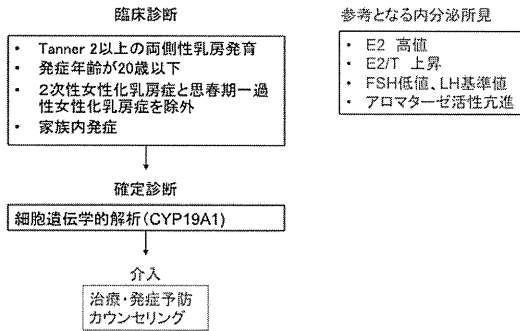 臨床診断
・ Tanner 2以上の両側性乳房発育
・ 発症年齢が20歳以下
・ 2次性女性化乳房症と思春期一過
性女性化乳房症を除外
・ 家族内発症
確定診断
細胞遺伝学的解析(CYP19A1)
介入
治療・発症予防
カウンセリング
参考となる内分泌所見
・ E2 高値
・ E2/T 上昇
・ FSH低値、LH基準値
・ アロマターゼ活性亢進